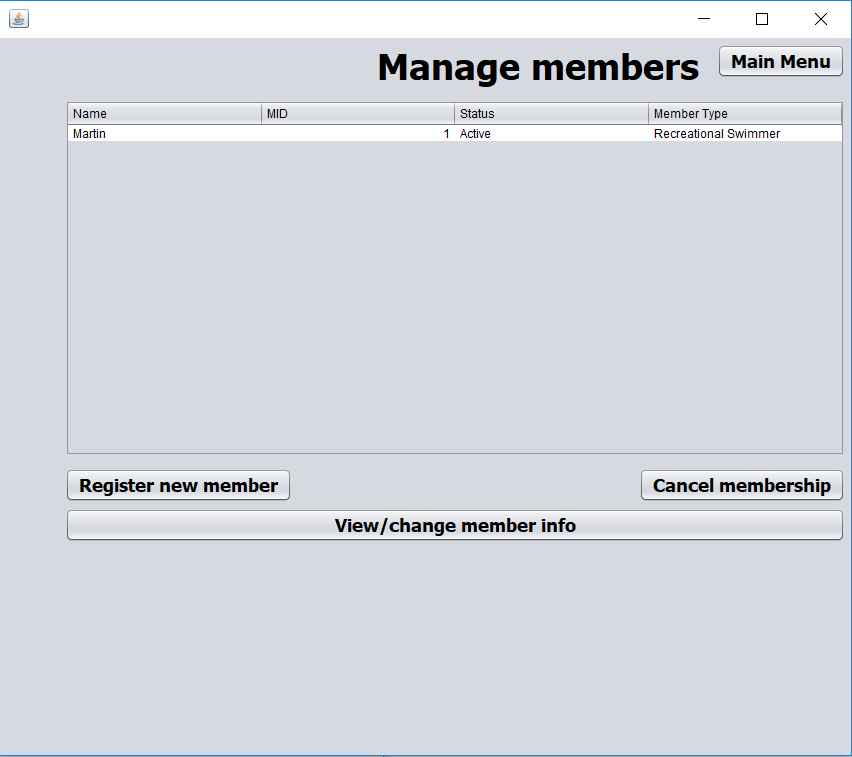 Manage members
Main Menu
Name MID Status Member Type
Martin 1 Active Recreational Swimmer
Register new member Cancel membership
View/change member info